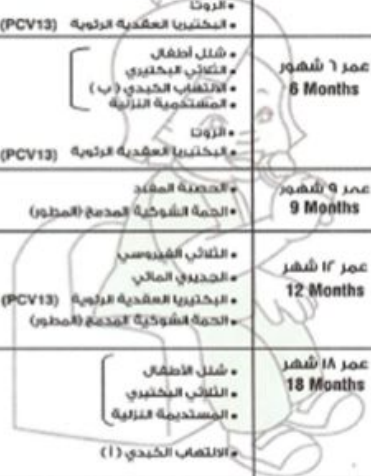 • الروتا
• البكتيريا العقدية الرئوية (PCV13)
عمر ٦ شهور
6 Months
• شلل أطفال
• الثلاثي البكتيري
• الالتهاب الكبدي (ب)
• المستدمية النزلية
• الروتا
• البكتيريا العقدية الرئوية (PCV13)
عمر ٩ شهور
9 Months
• الحصبة المفرد
• الحمة الشوكية المدمج (المطور)
عمر ١٢ شهر
12 Months
• الثلاثي الفيروسي
• الجديري المائي
• البكتيريا العقدية الرئوية (PCV13)
• الحمة الشوكية المدمج (المطور)
عمر ١٨ شهر
18 Months
• شلل الأطفال
• الثلاثي البكتيري
• المستديمة النزلية
• الالتهاب الكبدي (أ)